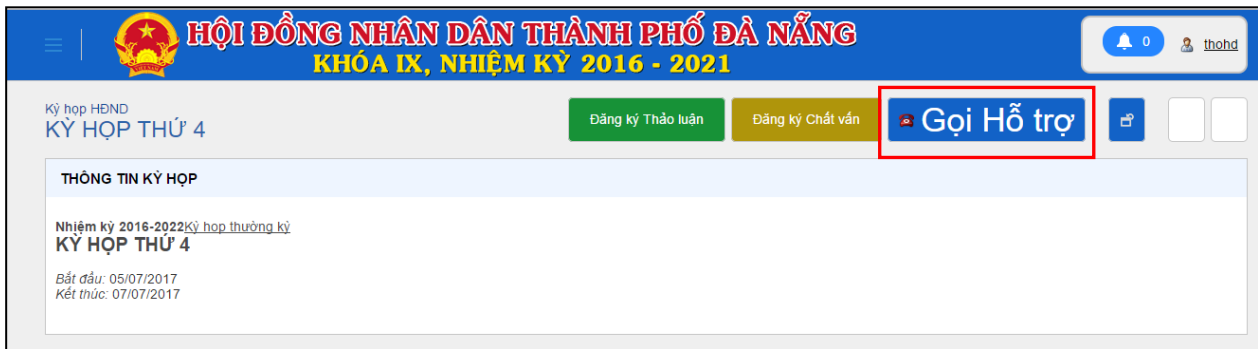 HỘI ĐỒNG NHÂN DÂN THÀNH PHỐ ĐÀ NẴNG
KHÓA IX, NHIỆM KỲ 2016 - 2021
0 thohd
Kỳ họp HĐND
KỲ HỌP THỨ 4
Đăng ký Thảo luận
Đăng ký Chất vấn
Gọi Hỗ trợ
THÔNG TIN KỲ HỌP
Nhiệm kỳ 2016-2022Kỳ họp thường kỳ
KỲ HỌP THỨ 4
Bắt đầu: 05/07/2017
Kết thúc: 07/07/2017